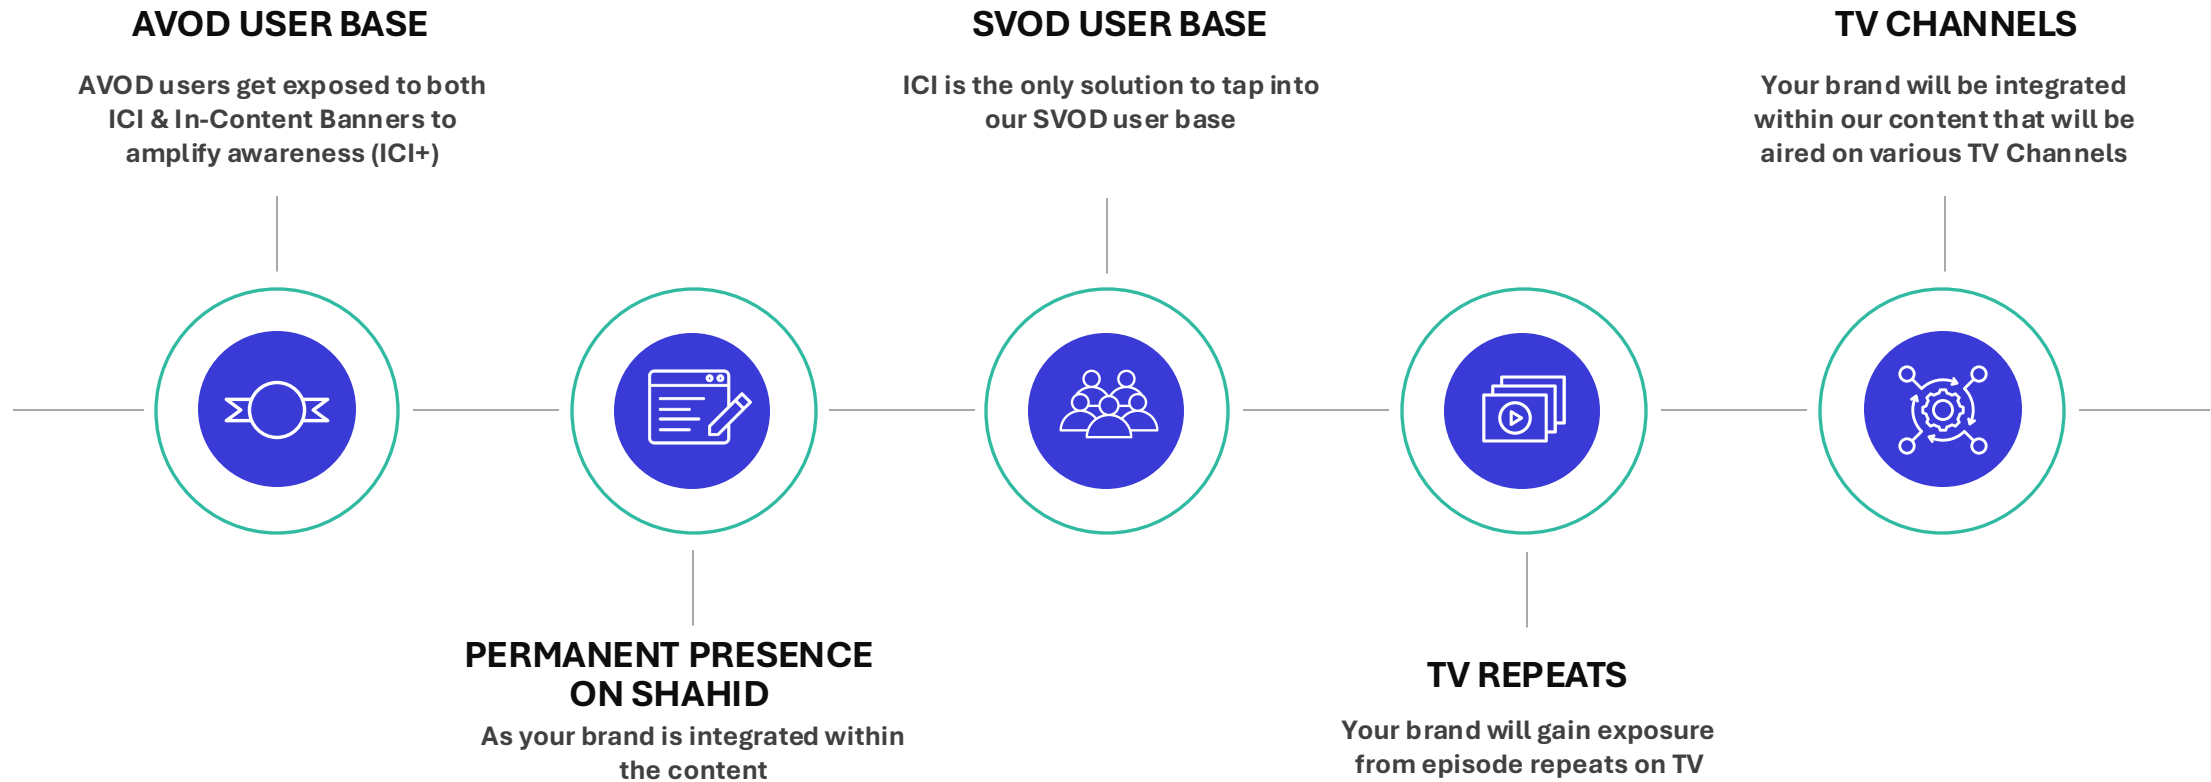 AVOD USER BASE
AVOD users get exposed to both
ICI & In-Content Banners to
amplify awareness (ICI+)
PERMANENT PRESENCE
ON SHAHID
As your brand is integrated within
the content
SVOD USER BASE
ICI is the only solution to tap into
our SVOD user base
TV REPEATS
Your brand will gain exposure
from episode repeats on TV
TV CHANNELS
Your brand will be integrated
within our content that will be
aired on various TV Channels